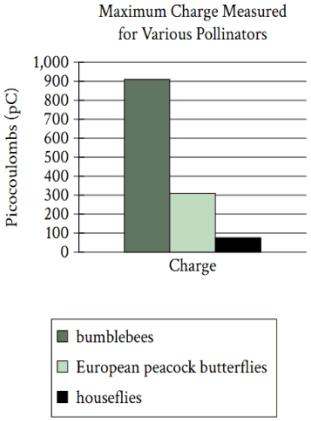 Maximum Charge Measured
for Various Pollinators
Picocoulombs (pC)
1,000
900
800
700
600
500
400
300
200
100
0
Charge
bumblebees
European peacock butterflies
houseflies